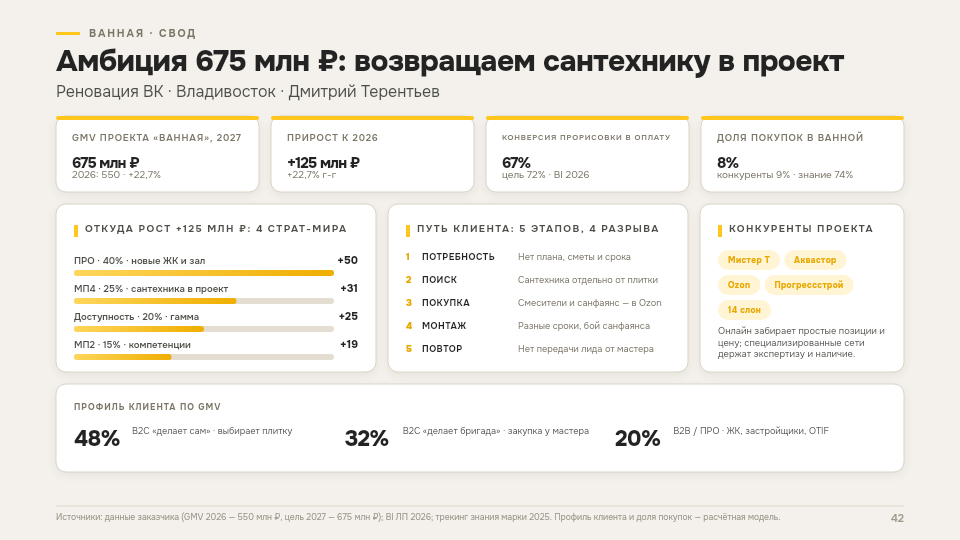 ВАННАЯ · СВОД
Амбиция 675 млн ₽: возвращаем сантехнику в проект
Реновация ВК · Владивосток · Дмитрий Терентьев
GMV ПРОЕКТА «ВАННАЯ», 2027
675 млн ₽
2026: 550 · +22,7%
ПРИРОСТ К 2026
+125 млн ₽
+22,7% г-г
КОНВЕРСИЯ ПРОРИСОВКИ В ОПЛАТУ
67%
цель 72% · BI 2026
ДОЛЯ ПОКУПОК В ВАННОЙ
8%
конкуренты 9% · знание 74%
ОТКУДА РОСТ +125 МЛН ₽: 4 СТРАТ-МИРА
ПРО · 40% · новые ЖК и зал +50
МП4 · 25% · сантехника в проект +31
Доступность · 20% · гамма +25
МП2 · 15% · компетенции +19
ПУТЬ КЛИЕНТА: 5 ЭТАПОВ, 4 РАЗРЫВА
1 ПОТРЕБНОСТЬ Нет плана, сметы и срока
2 ПОИСК Сантехника отдельно от плитки
3 ПОКУПКА Смесители и санфаянс — в Ozon
4 МОНТАЖ Разные сроки, бой санфаянса
5 ПОВТОР Нет передачи лида от мастера
КОНКУРЕНТЫ ПРОЕКТА
Мистер Т Аквастор
Ozon Прогрессстрой
14 слон
Онлайн забирает простые позиции и
цену; специализированные сети
держат экспертизу и наличие.
ПРОФИЛЬ КЛИЕНТА ПО GMV
48% B2C «делает сам» · выбирает плитку
32% B2C «делает бригада» · закупка у мастера
20% B2B / ПРО · ЖК, застройщики, OTIF
Источники: данные заказчика (GMV 2026 — 550 млн ₽, цель 2027 — 675 млн ₽); BI ЛП 2026; трекинг знания марки 2025. Профиль клиента и доля покупок — расчётная модель.
42